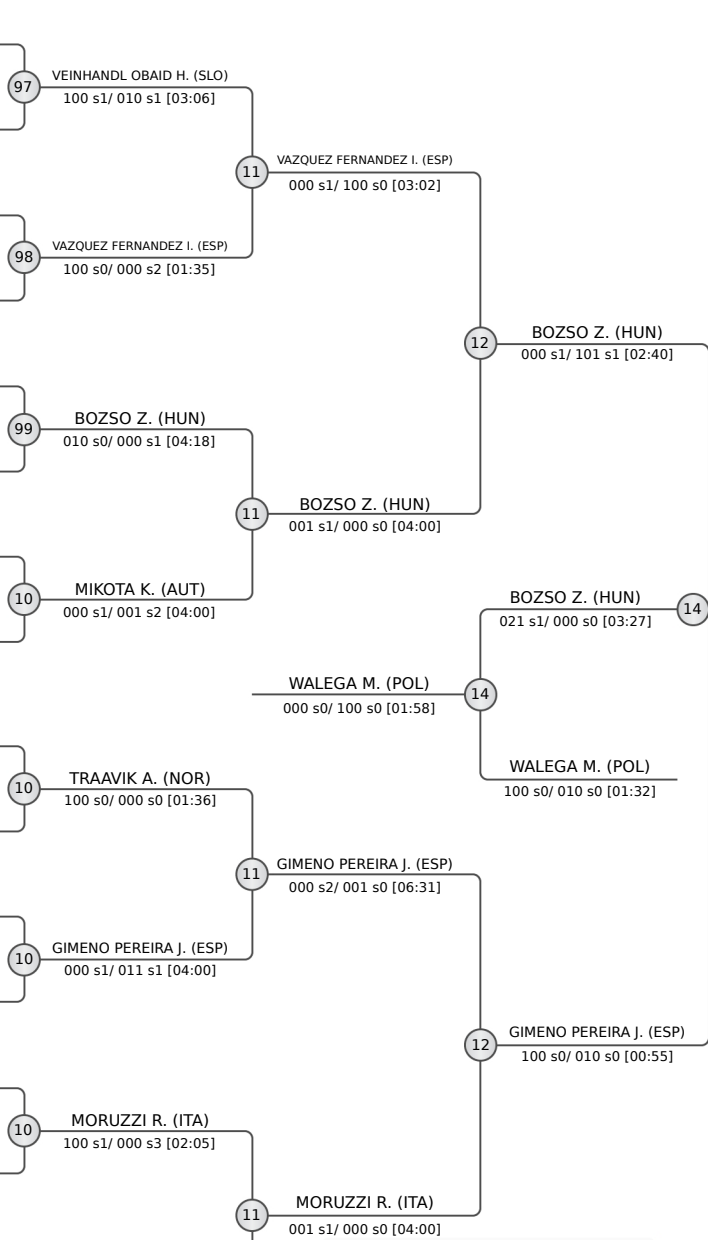 97
VEINHANDL OBAID H. (SLO)
100 s1/ 010 s1 [03:06]
11
VAZQUEZ FERNANDEZ I. (ESP)
000 s1/ 100 s0 [03:02]
98
VAZQUEZ FERNANDEZ I. (ESP)
100 s0/ 000 s2 [01:35]
12
BOZSO Z. (HUN)
000 s1/ 101 s1 [02:40]
99
BOZSO Z. (HUN)
010 s0/ 000 s1 [04:18]
11
BOZSO Z. (HUN)
001 s1/ 000 s0 [04:00]
10
MIKOTA K. (AUT)
000 s1/ 001 s2 [04:00]
BOZSO Z. (HUN)
021 s1/ 000 s0 [03:27]
14
WALEGA M. (POL)
000 s0/ 100 s0 [01:58]
14
WALEGA M. (POL)
100 s0/ 010 s0 [01:32]
10
TRAAVIK A. (NOR)
100 s0/ 000 s0 [01:36]
11
GIMENO PEREIRA J. (ESP)
000 s2/ 001 s0 [06:31]
10
GIMENO PEREIRA J. (ESP)
000 s1/ 011 s1 [04:00]
12
GIMENO PEREIRA J. (ESP)
100 s0/ 010 s0 [00:55]
10
MORUZZI R. (ITA)
100 s1/ 000 s3 [02:05]
11
MORUZZI R. (ITA)
001 s1/ 000 s0 [04:00]